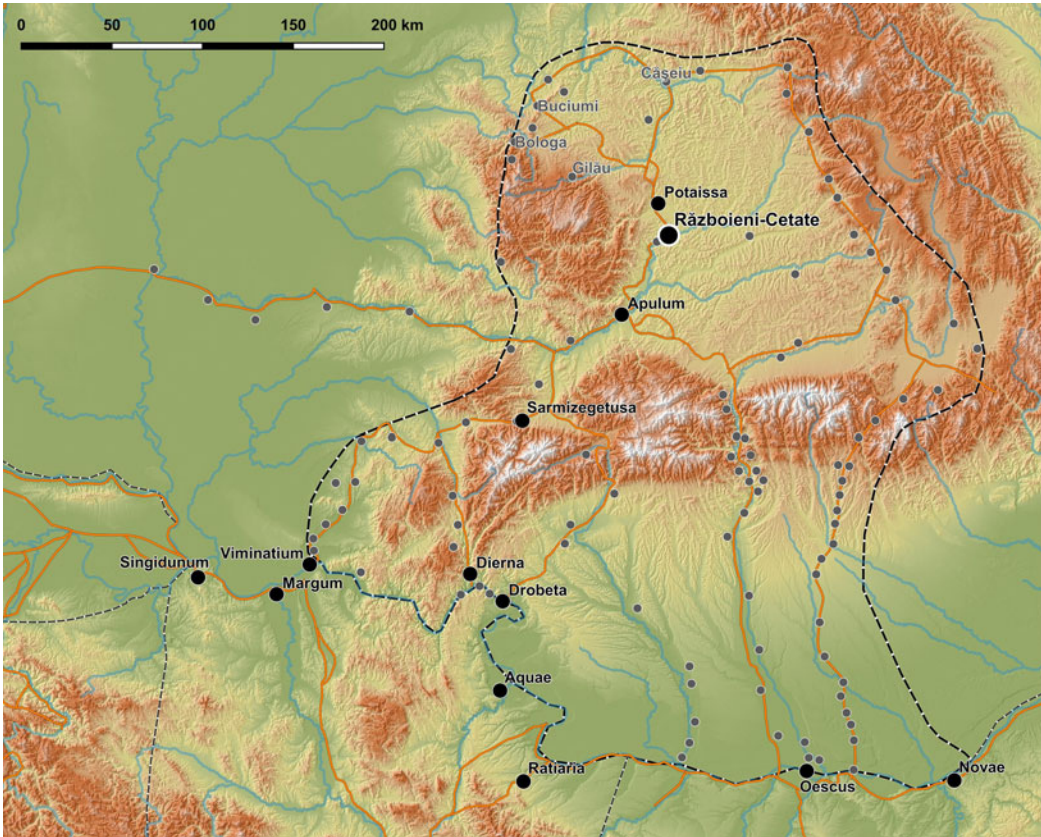 0 50 100 150 200 km
Cășeiu
Buciumi
Bologa
Gilău
Potaissa
Războieni-Cetate
Apulum
Sarmizegetusa
Singidunum
Viminatium
Margum
Dierna
Drobeta
Aquae
Ratiaria
Oescus
Novae